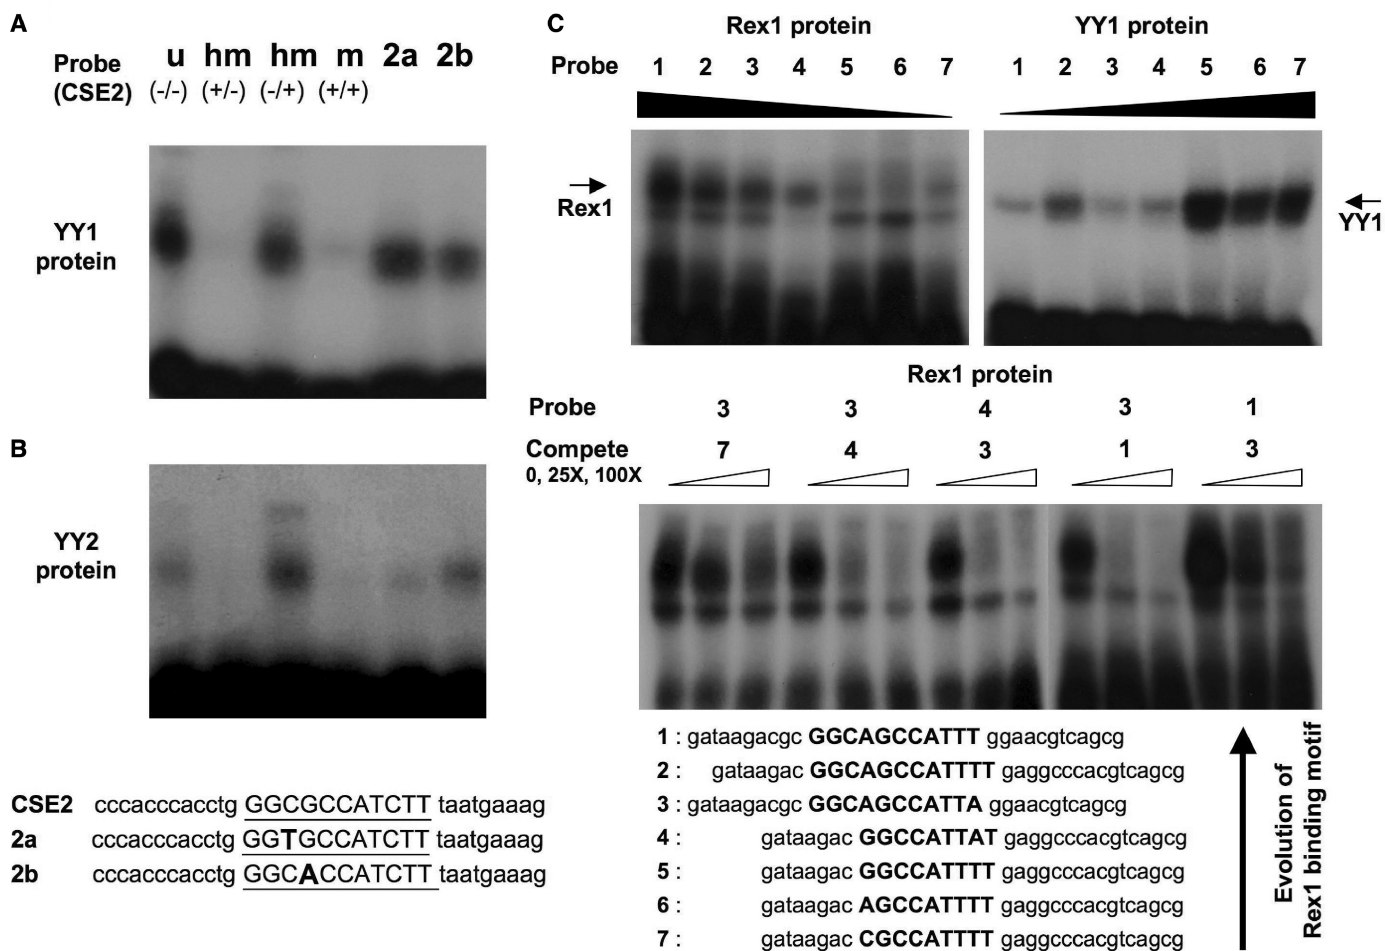 A
Probe u hm hm m 2a 2b
(CSE2) (-/-) (+/-) (-/+) (+/+)
YY1
protein
B
YY2
protein
CSE2 cccacccacctg GGCGCCATCTT taatgaaag
2a cccacccacctg GGTGCCATCTT taatgaaag
2b cccacccacctg GGCACCATCTT taatgaaag
C
Rex1 protein YY1 protein
Probe 1 2 3 4 5 6 7 1 2 3 4 5 6 7
Rex1
YY1
Rex1 protein
Probe 3 3 4 3 1
Compete 7 4 3 1 3
0, 25X, 100X
1 : gataagacgc GGCAGCCATTT ggaacgtcagcg
2 : gataagac GGCAGCCATTTT gaggcccacgtcagcg
3 : gataagacgc GGCAGCCATTA ggaacgtcagcg
4 : gataagac GGCCATTAT gaggcccacgtcagcg
5 : gataagac GGCCATTTT gaggcccacgtcagcg
6 : gataagac AGCCATTTT gaggcccacgtcagcg
7 : gataagac CGCCATTTT gaggcccacgtcagcg
Evolution of
Rex1 binding motif